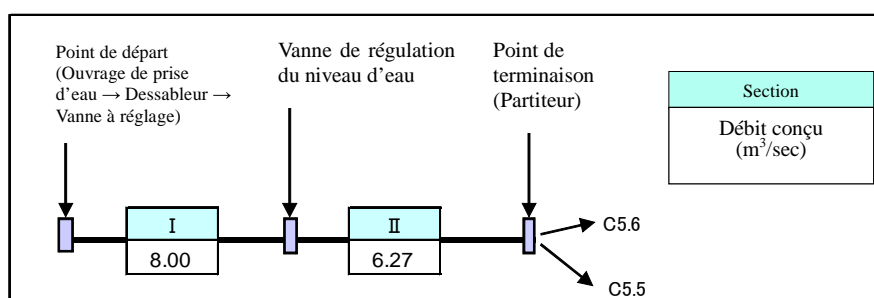 Point de départ
(Ouvrage de prise
d'eau → Dessableur →
Vanne à réglage)
Vanne de régulation
du niveau d'eau
Point de
terminaison
(Partiteur)
Section
Débit conçu
(m³/sec)
I
8.00
II
6.27
C5.6
C5.5